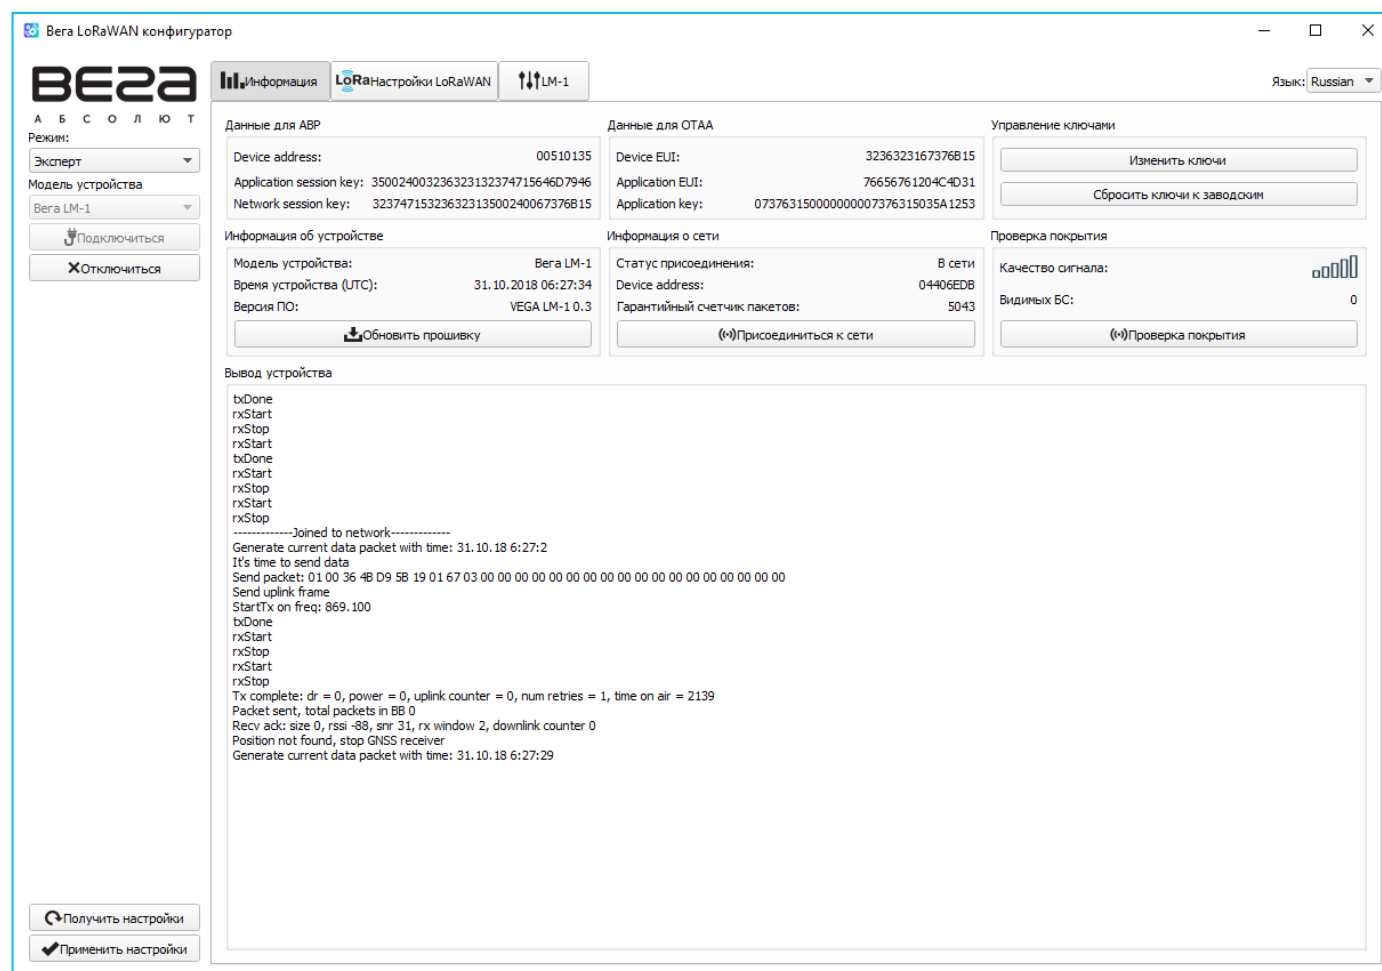 Вега LoRaWAN конфигуратор
ВЕГА
АБСОЛЮТ
Режим:
Эксперт
Модель устройства
Вега LM-1
Подключиться
Отключиться
Получить настройки
Применить настройки
Информация
LoRa Настройки LoRaWAN
LM-1
Язык: Russian
Данные для ABP
Device address: 00510135
Application session key: 35002400323632313237471564 6D7946
Network session key: 3237471532363231350024006737 6B15
Данные для OTAA
Device EUI: 3236323167376B15
Application EUI: 76656761204C4D31
Application key: 073763150000000007376315035A1253
Управление ключами
Изменить ключи
Сбросить ключи к заводским
Информация об устройстве
Модель устройства: Вега LM-1
Время устройства (UTC): 31.10.2018 06:27:34
Версия ПО: VEGA LM-1 0.3
Обновить прошивку
Информация о сети
Статус присоединения: В сети
Device address: 04406EDB
Гарантийный счетчик пакетов: 5043
Присоединиться к сети
Проверка покрытия
Качество сигнала:
Видимых БС: 0
Проверка покрытия
Вывод устройства
txDone
rxStart
rxStop
rxStart
txDone
rxStart
rxStop
rxStart
rxStop
-------------Joined to network-------------
Generate current data packet with time: 31.10.18 6:27:2
It's time to send data
Send packet: 01 00 36 4B D9 5B 19 01 67 03 00 00 00 00 00 00 00 00 00 00 00 00 00 00 00 00 00
Send uplink frame
StartTx on freq: 869.100
txDone
rxStart
rxStop
rxStart
rxStop
Tx complete: dr = 0, power = 0, uplink counter = 0, num retries = 1, time on air = 2139
Packet sent, total packets in BB 0
Recv ack: size 0, rssi -88, snr 31, rx window 2, downlink counter 0
Position not found, stop GNSS receiver
Generate current data packet with time: 31.10.18 6:27:29